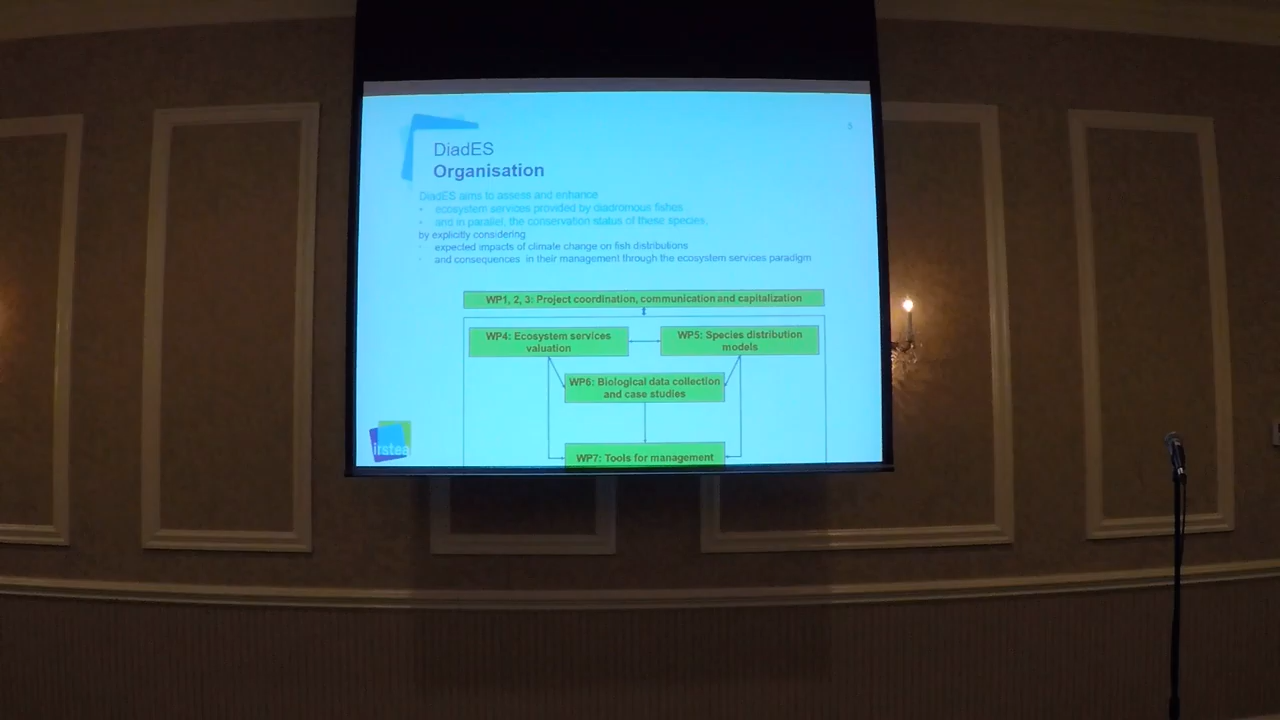 5
DiadES
Organisation
DiadES aims to assess and enhance
• ecosystem services provided by diadromous fishes
• and in parallel, the conservation status of these species,
by explicitly considering
• expected impacts of climate change on fish distributions
• and consequences in their management through the ecosystem services paradigm
WP1, 2, 3: Project coordination, communication and capitalization
WP4: Ecosystem services
valuation
WP5: Species distribution
models
WP6: Biological data collection
and case studies
WP7: Tools for management
irstea